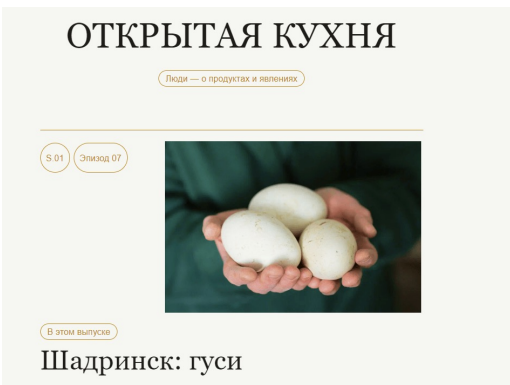 ОТКРЫТАЯ КУХНЯ
Люди — о продуктах и явлениях
S.01
Эпизод 07
В этом выпуске
Шадринск: гуси